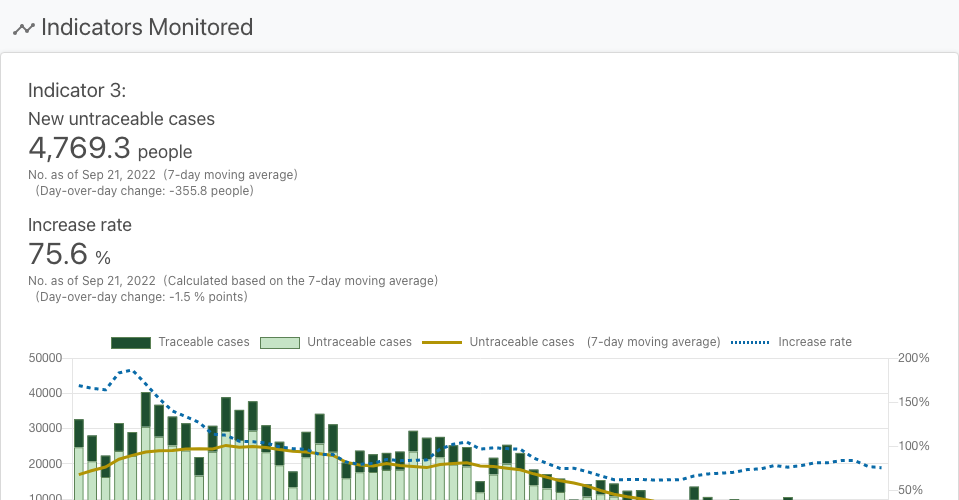 Indicators Monitored
Indicator 3:
New untraceable cases
4,769.3 people
No. as of Sep 21, 2022 (7-day moving average)
(Day-over-day change: -355.8 people)
Increase rate
75.6 %
No. as of Sep 21, 2022 (Calculated based on the 7-day moving average)
(Day-over-day change: -1.5 % points)
Traceable cases Untraceable cases Untraceable cases (7-day moving average) Increase rate
50000 200%
40000 150%
30000 100%
20000
50%
10000